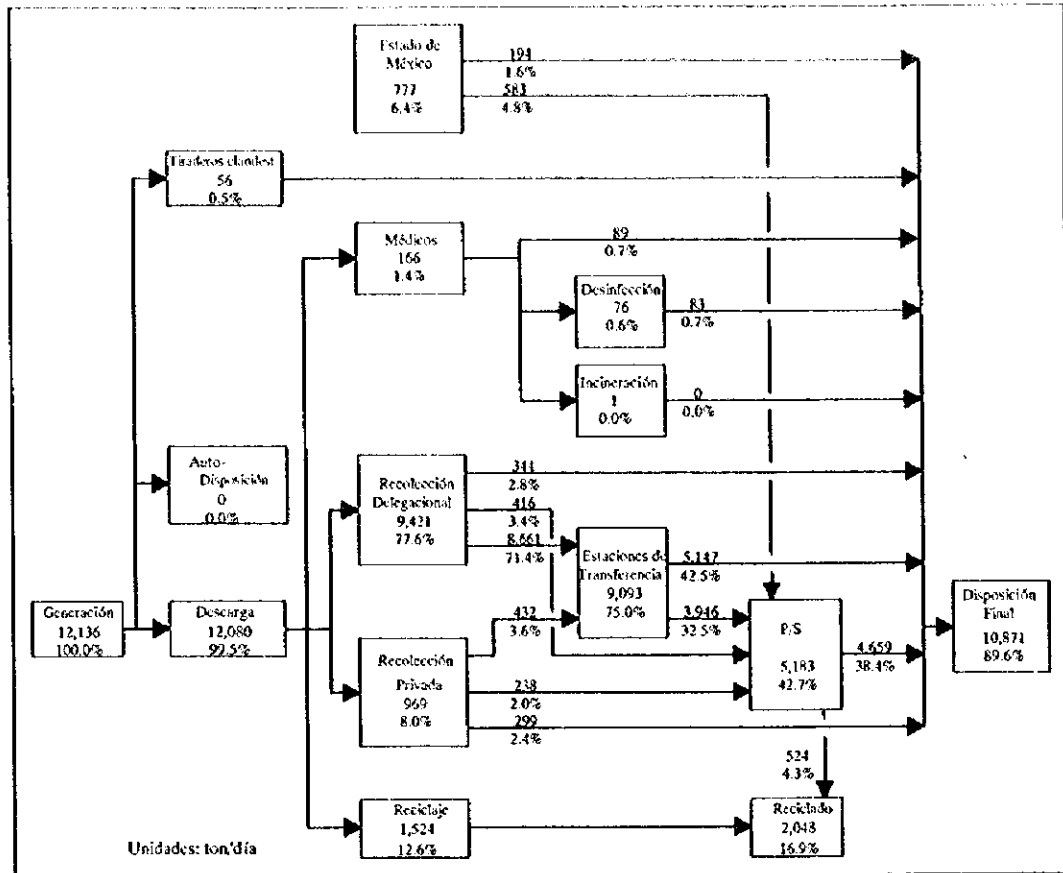 Estado de
México
777
6.4%
194
1.6%
583
4.8%
Tiraderos clandest
56
0.5%
Médicos
166
1.4%
89
0.7%
Desinfección
76
0.6%
83
0.7%
Incineración
1
0.0%
0
0.0%
Auto-
Disposición
0
0.0%
Recolección
Delegacional
9,421
77.6%
344
2.8%
416
3.4%
8,661
71.4%
Estaciones de
Transferencia
9,093
75.0%
5,147
42.5%
3,946
32.5%
Generación
12,136
100.0%
Descarga
12,080
99.5%
Recolección
Privada
969
8.0%
432
3.6%
238
2.0%
299
2.4%
P/S
5,183
42.7%
4,659
38.4%
Disposición
Final
10,871
89.6%
524
4.3%
Reciclaje
1,524
12.6%
Reciclado
2,048
16.9%
Unidades: ton/día